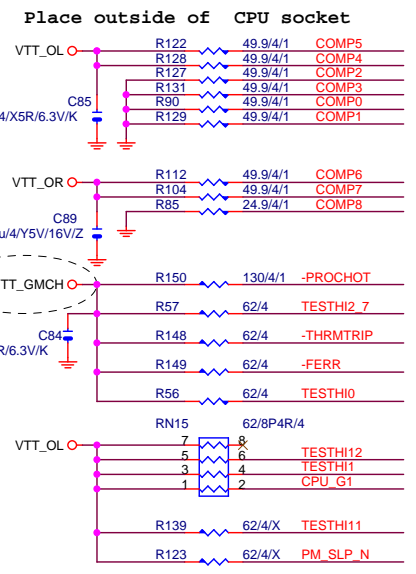 Place outside of CPU socket
VTT_OL R122 49.9/4/1 COMP5
R128 49.9/4/1 COMP4
R127 49.9/4/1 COMP2
R131 49.9/4/1 COMP3
C85 R90 49.9/4/1 COMP0
4/X5R/6.3V/K R129 49.9/4/1 COMP1
VTT_OR R112 49.9/4/1 COMP6
R104 49.9/4/1 COMP7
R85 24.9/4/1 COMP8
C89
u/4/Y5V/16V/Z
TT_GMCH R150 130/4/1 -PROCHOT
R57 62/4 TESTHI2_7
C84 R148 62/4 -THRMTRIP
R/6.3V/K
R149 62/4 -FERR
R56 62/4 TESTHI0
RN15 62/8P4R/4
VTT_OL 7 8
5 6 TESTHI12
3 4 TESTHI1
1 2 CPU_G1
R139 62/4/X TESTHI11
R123 62/4/X PM_SLP_N